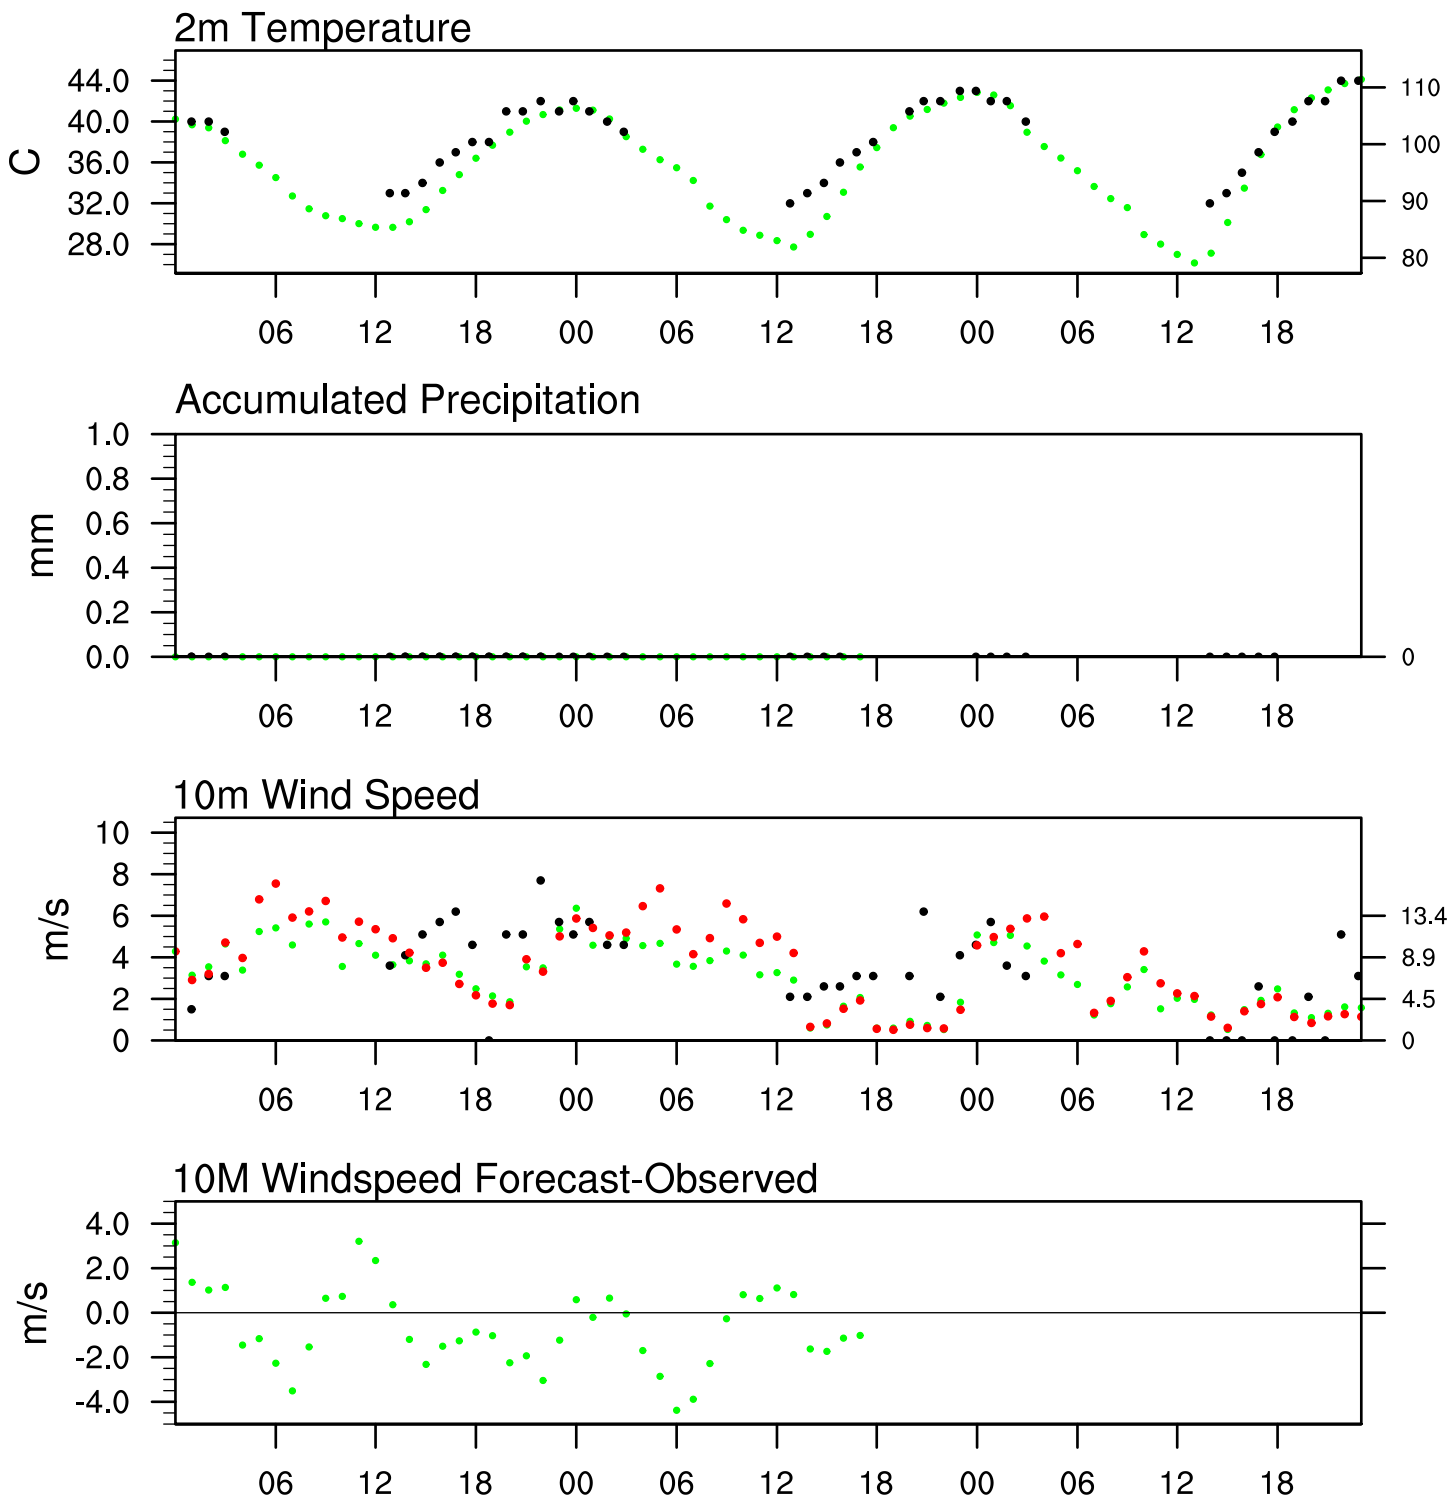 2m Temperature
44.0
40.0
36.0
32.0
28.0
C
110
100
90
80
06 12 18 00 06 12 18 00 06 12 18
Accumulated Precipitation
1.0
0.8
0.6
0.4
0.2
0.0
mm
0
06 12 18 00 06 12 18 00 06 12 18
10m Wind Speed
10
8
6
4
2
0
m/s
13.4
8.9
4.5
0
06 12 18 00 06 12 18 00 06 12 18
10M Windspeed Forecast-Observed
4.0
2.0
0.0
-2.0
-4.0
m/s
06 12 18 00 06 12 18 00 06 12 18